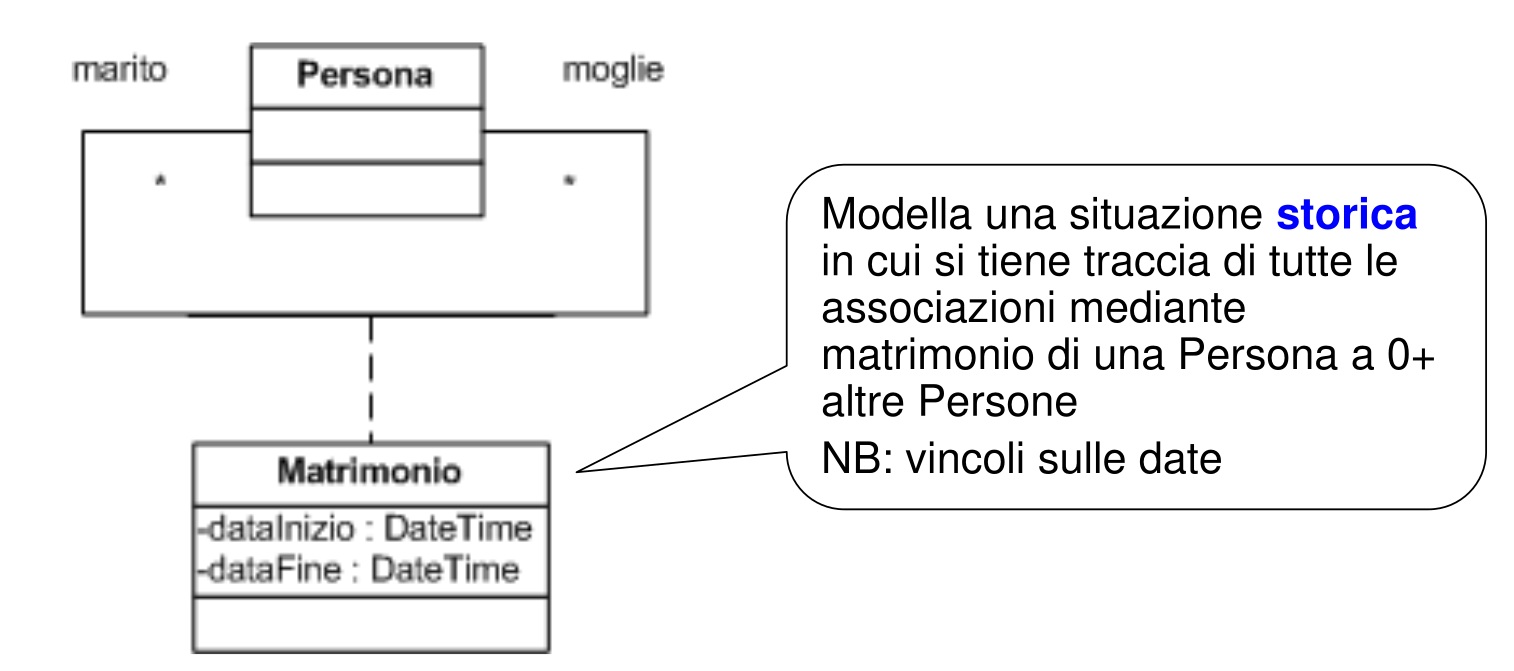 marito
Persona
moglie
*
*
Modella una situazione storica
in cui si tiene traccia di tutte le
associazioni mediante
matrimonio di una Persona a 0+
altre Persone
NB: vincoli sulle date
Matrimonio
-dataInizio : DateTime
-dataFine : DateTime